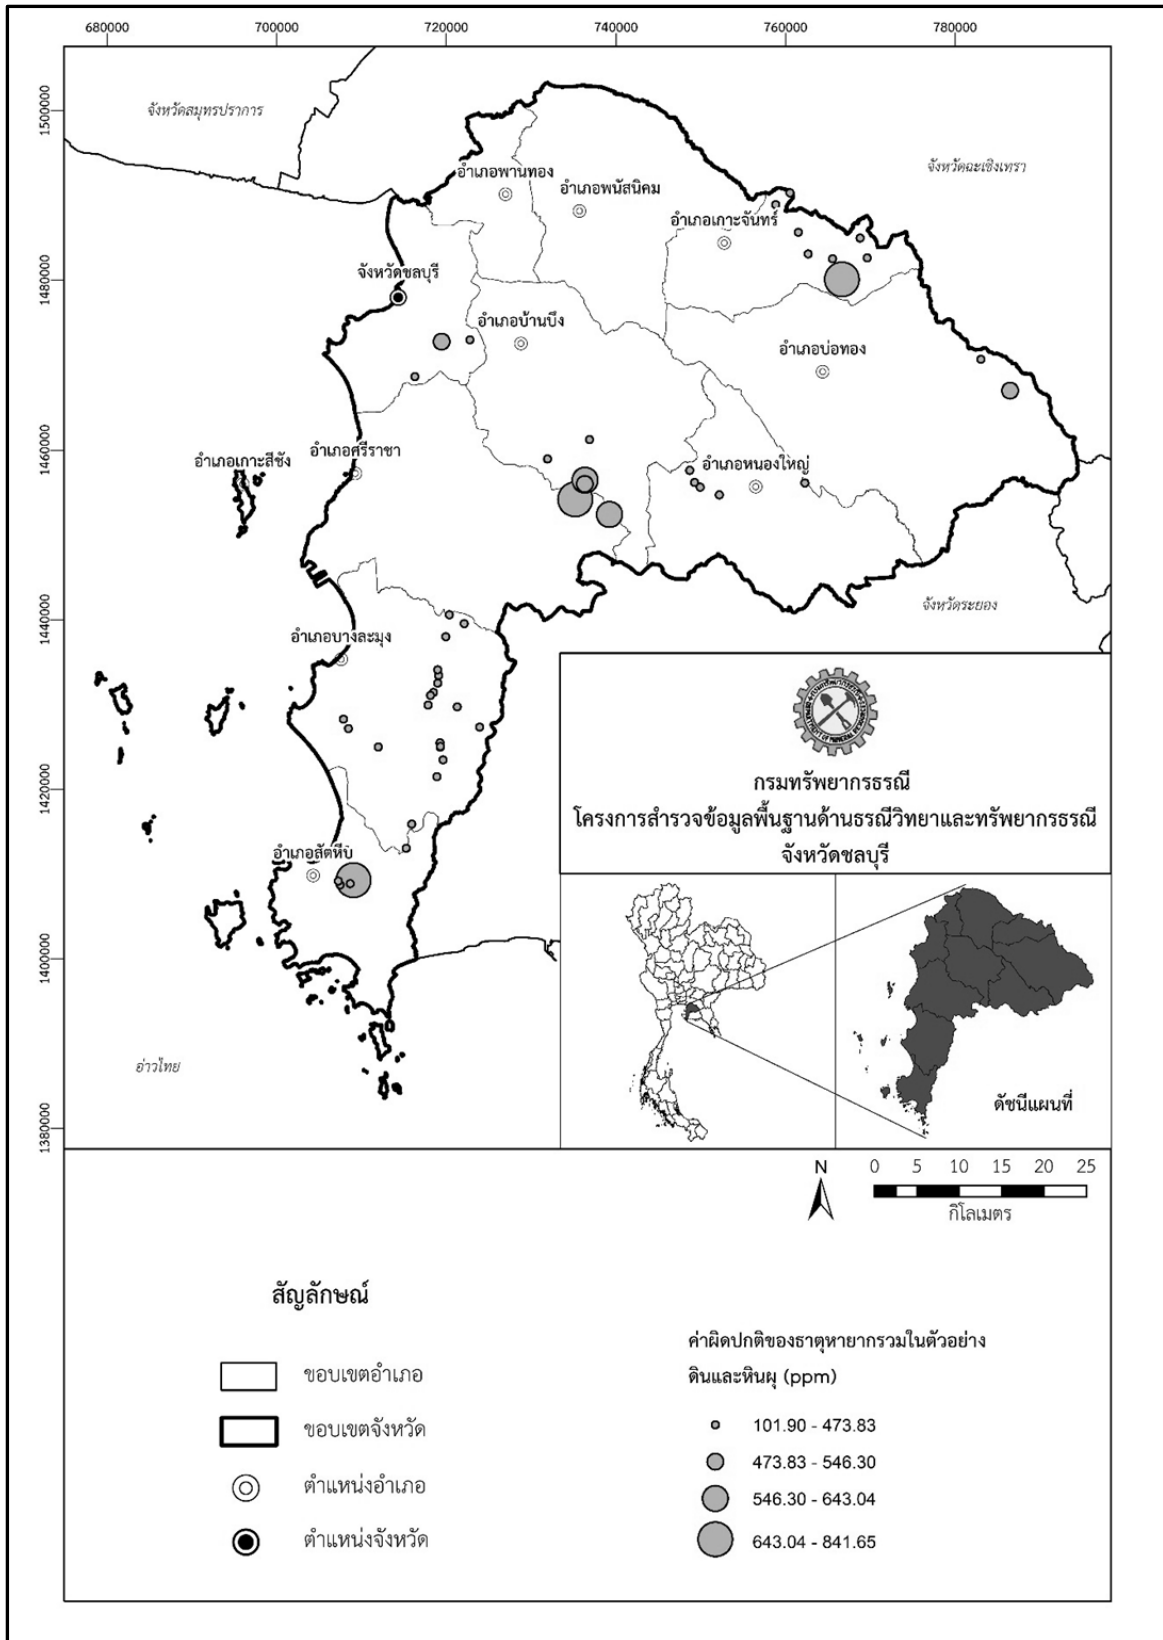 680000 700000 720000 740000 760000 780000
1500000
1480000
1460000
1440000
1420000
1400000
1380000
จังหวัดสมุทรปราการ
จังหวัดฉะเชิงเทรา
อำเภอพานทอง
อำเภอพนัสนิคม
อำเภอเกาะจันทร์
จังหวัดชลบุรี
อำเภอบ้านบึง
อำเภอบ่อทอง
อำเภอศรีราชา
อำเภอเกาะสีชัง
อำเภอหนองใหญ่
จังหวัดระยอง
อำเภอบางละมุง
อำเภอสัตหีบ
อ่าวไทย
กรมทรัพยากรธรณี
โครงการสำรวจข้อมูลพื้นฐานด้านธรณีวิทยาและทรัพยากรธรณี
จังหวัดชลบุรี
ดัชนีแผนที่
N
0 5 10 15 20 25
กิโลเมตร
สัญลักษณ์
ขอบเขตอำเภอ
ขอบเขตจังหวัด
ตำแหน่งอำเภอ
ตำแหน่งจังหวัด
ค่าผิดปกติของธาตุหายากรวมในตัวอย่าง
ดินและหินผุ (ppm)
101.90 - 473.83
473.83 - 546.30
546.30 - 643.04
643.04 - 841.65